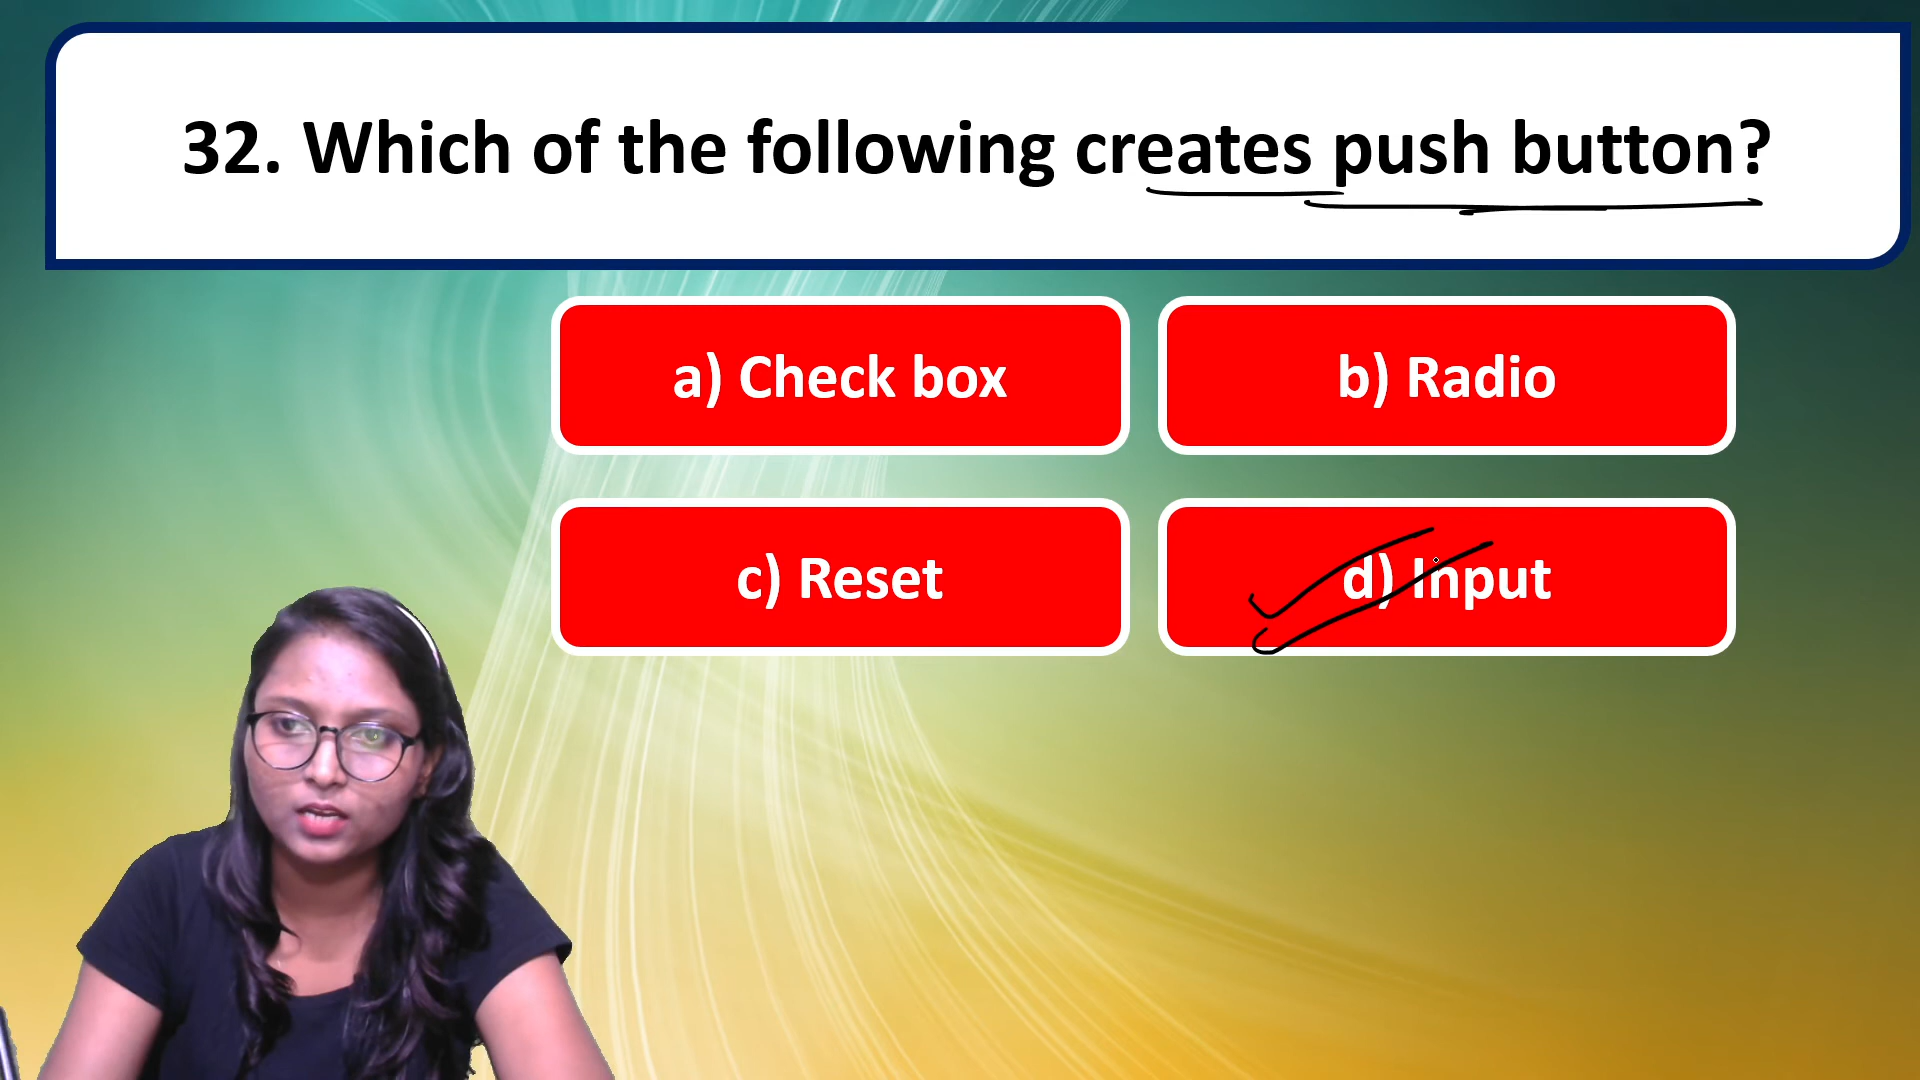 32. Which of the following creates push button?
a) Check box
b) Radio
c) Reset
d) Input